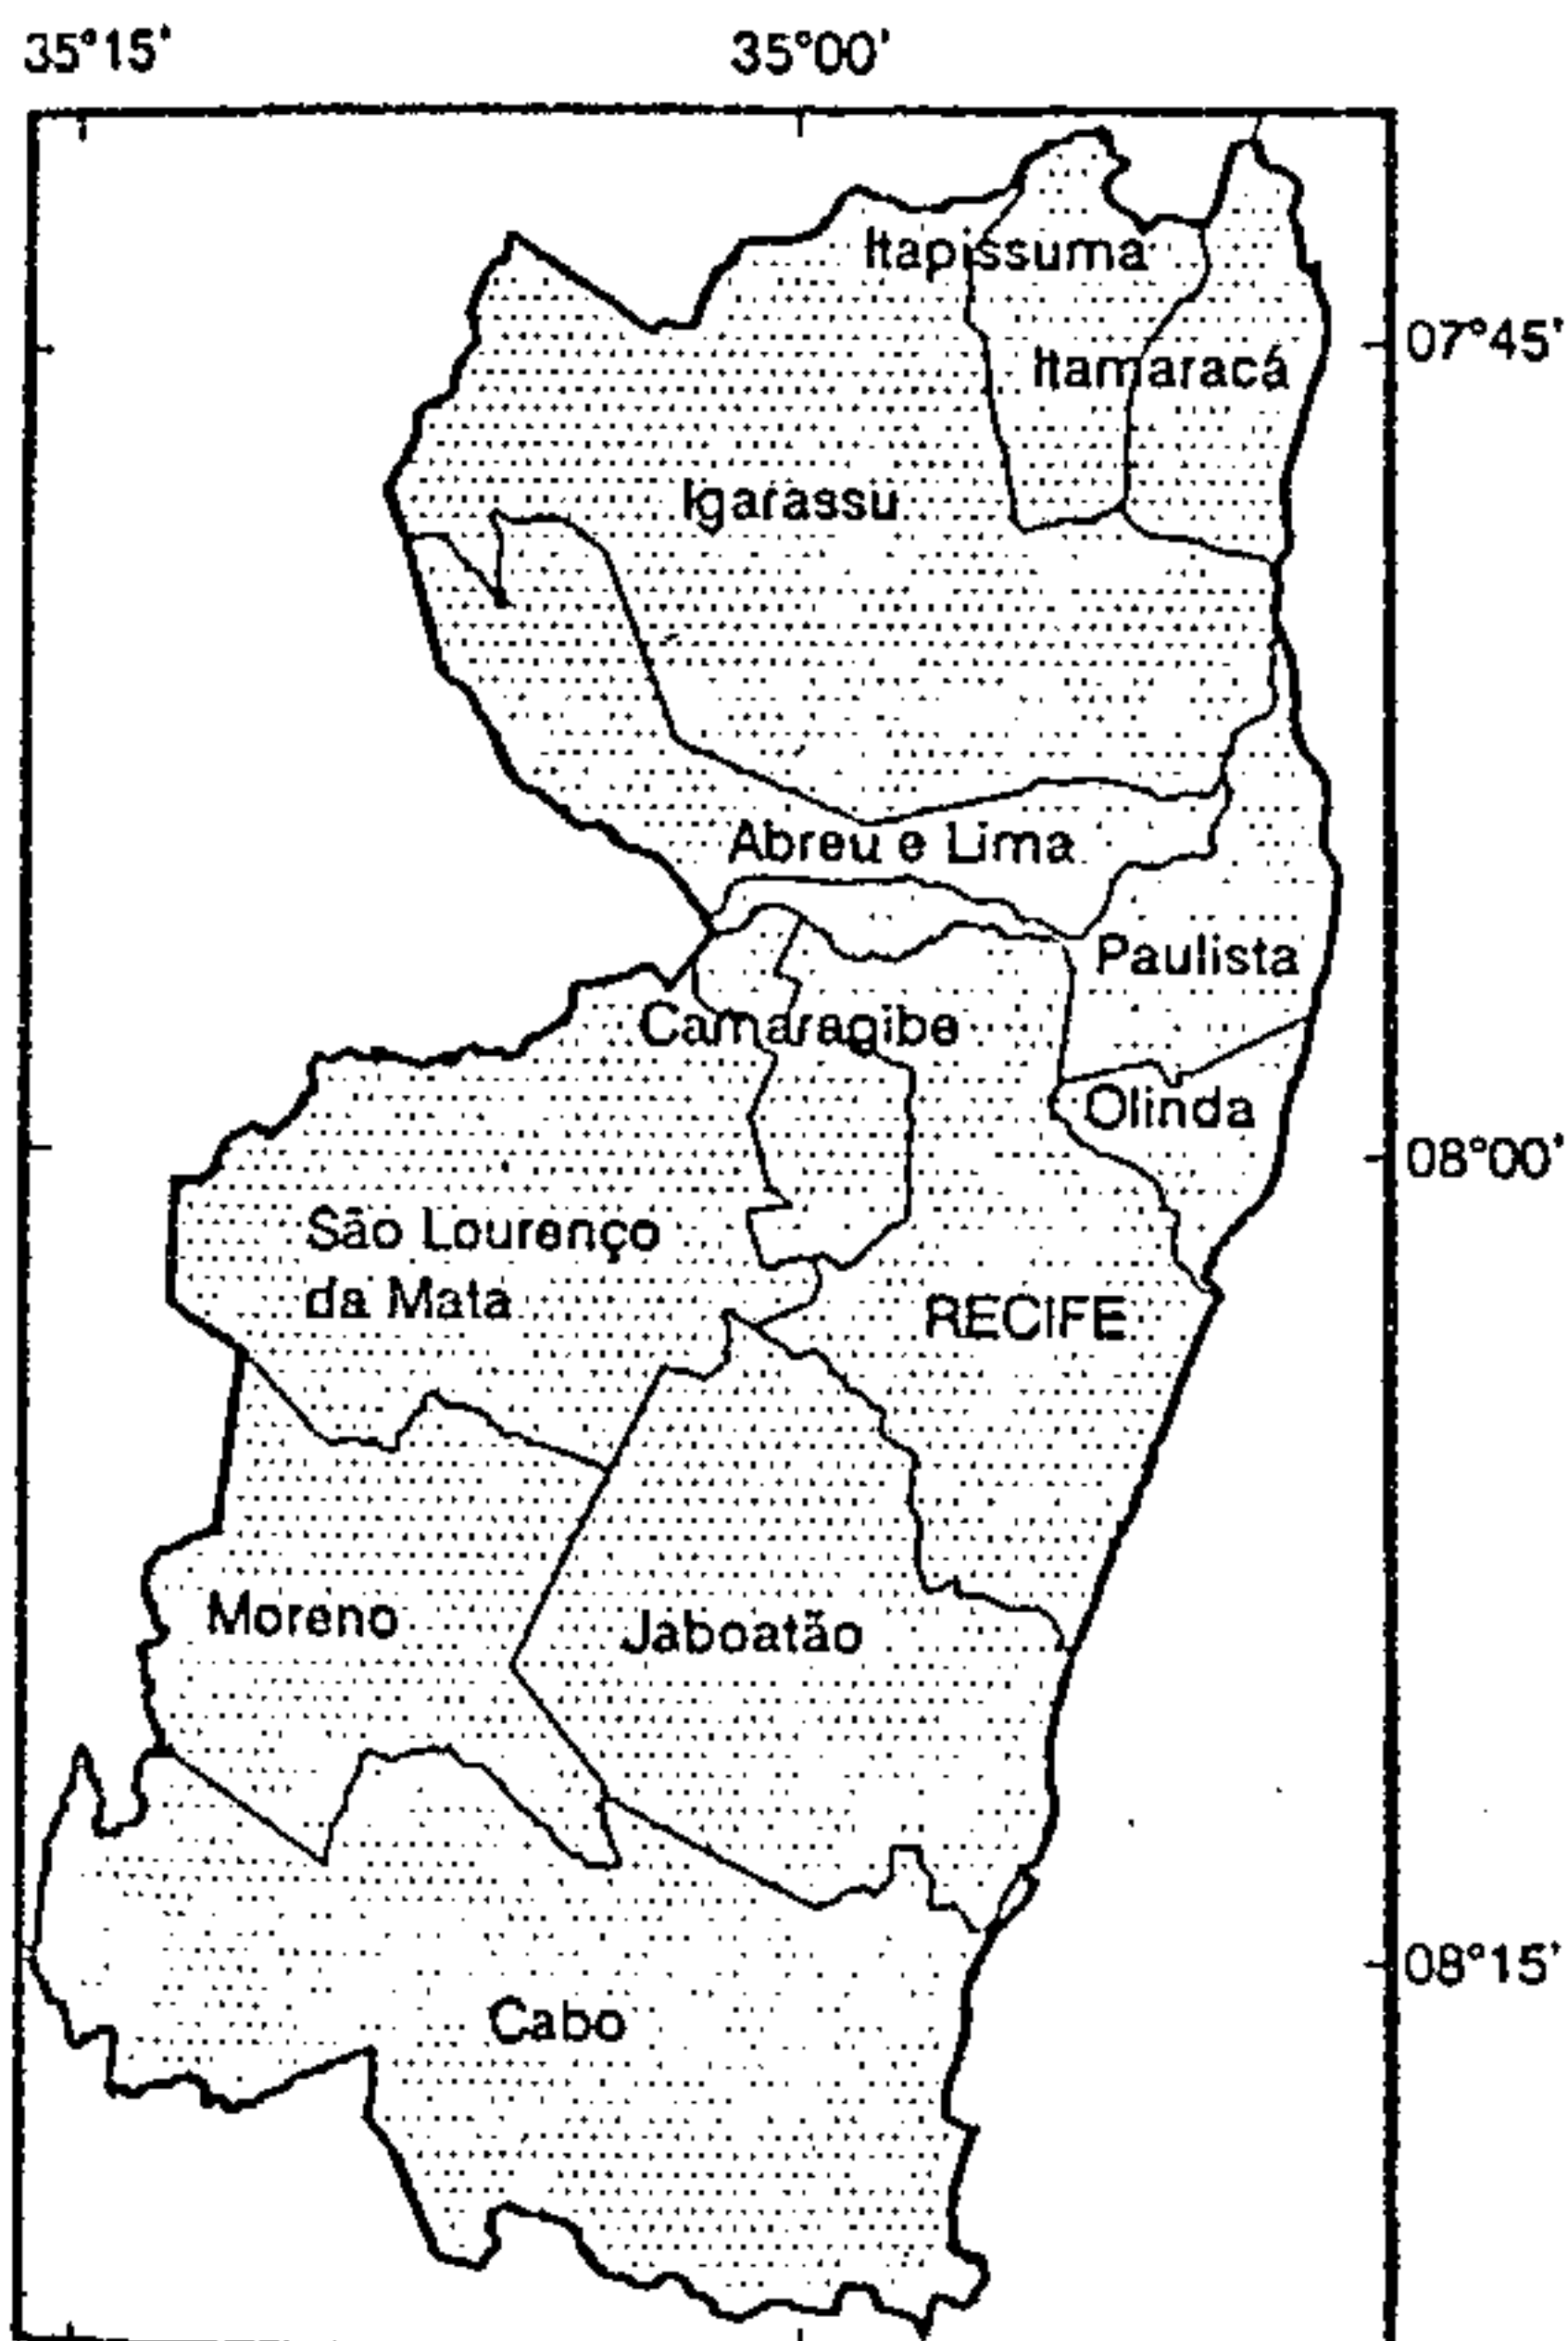 35°15'
35°00'
Itapissuma
07°45'
Itamaracá
Igarassu
Abreu e Lima
Paulista
Camaragibe
Olinda
08°00'
São Lourenço
da Mata
RECIFE
Moreno
Jaboatão
08°15'
Cabo